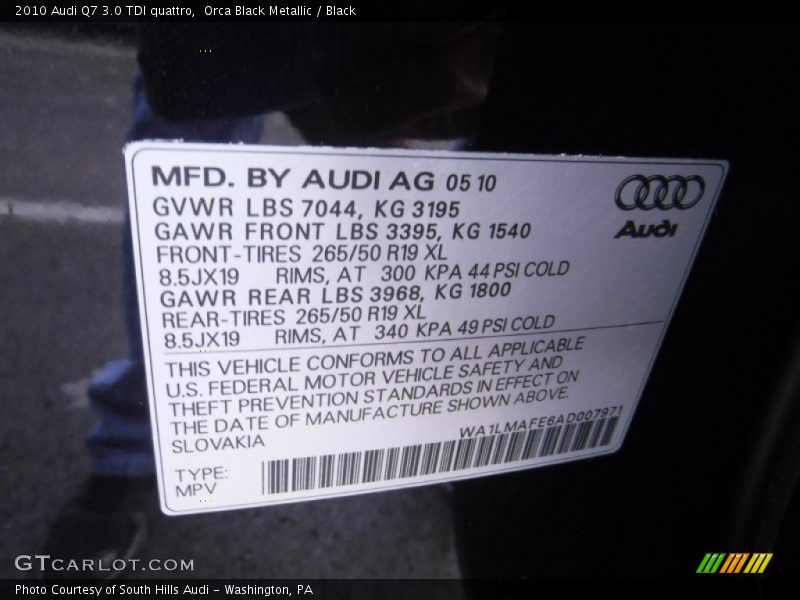 2010 Audi Q7 3.0 TDI quattro,  Orca Black Metallic / Black
MFD. BY AUDI AG 05 10
GVWR LBS 7044, KG 3195
GAWR FRONT LBS 3395, KG 1540
FRONT-TIRES 265/50 R19 XL
8.5JX19 RIMS, AT 300 KPA 44 PSI COLD
GAWR REAR LBS 3968, KG 1800
REAR-TIRES 265/50 R19 XL
8.5JX19 RIMS, AT 340 KPA 49 PSI COLD
Audi
THIS VEHICLE CONFORMS TO ALL APPLICABLE
U.S. FEDERAL MOTOR VEHICLE SAFETY AND
THEFT PREVENTION STANDARDS IN EFFECT ON
THE DATE OF MANUFACTURE SHOWN ABOVE.
SLOVAKIA
WA1LMAFE6AD007971
TYPE:
MPV
GTcarlot.com
Photo Courtesy of South Hills Audi - Washington, PA